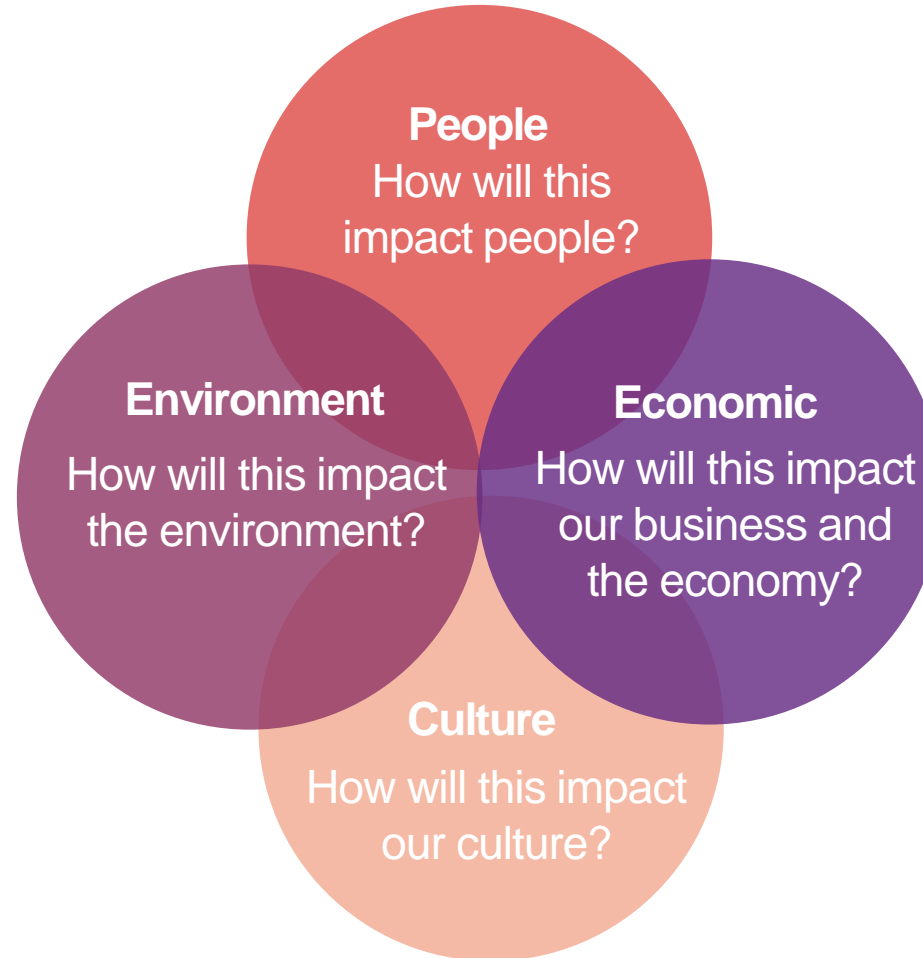 People
How will this
impact people?
Environment
How will this impact
the environment?
Economic
How will this impact
our business and
the economy?
Culture
How will this impact
our culture?